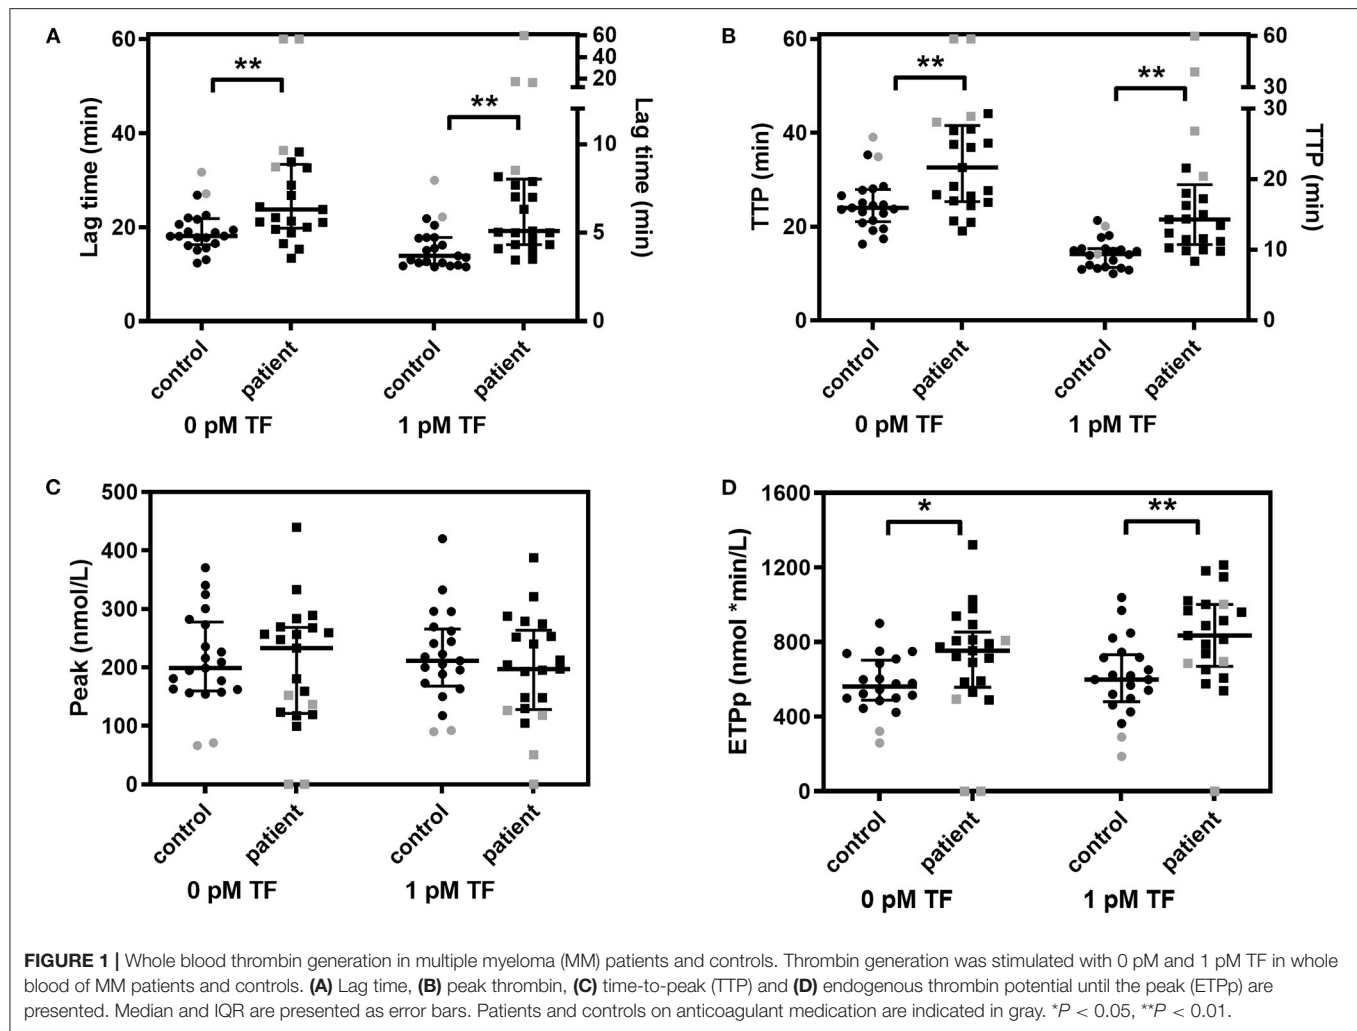 A
Lag time (min)
60
40
20
0
**
**
60
40
20
10
5
0
Lag time (min)
control
patient
control
patient
0 pM TF
1 pM TF
B
TTP (min)
60
40
20
0
**
**
60
30
30
20
10
0
TTP (min)
control
patient
control
patient
0 pM TF
1 pM TF
C
Peak (nmol/L)
500
400
300
200
100
0
control
patient
control
patient
0 pM TF
1 pM TF
D
ETPp (nmol *min/L)
1600
1200
800
400
0
*
**
control
patient
control
patient
0 pM TF
1 pM TF
FIGURE 1 | Whole blood thrombin generation in multiple myeloma (MM) patients and controls. Thrombin generation was stimulated with 0 pM and 1 pM TF in whole
blood of MM patients and controls. (A) Lag time, (B) peak thrombin, (C) time-to-peak (TTP) and (D) endogenous thrombin potential until the peak (ETPp) are
presented. Median and IQR are presented as error bars. Patients and controls on anticoagulant medication are indicated in gray. *P < 0.05, **P < 0.01.